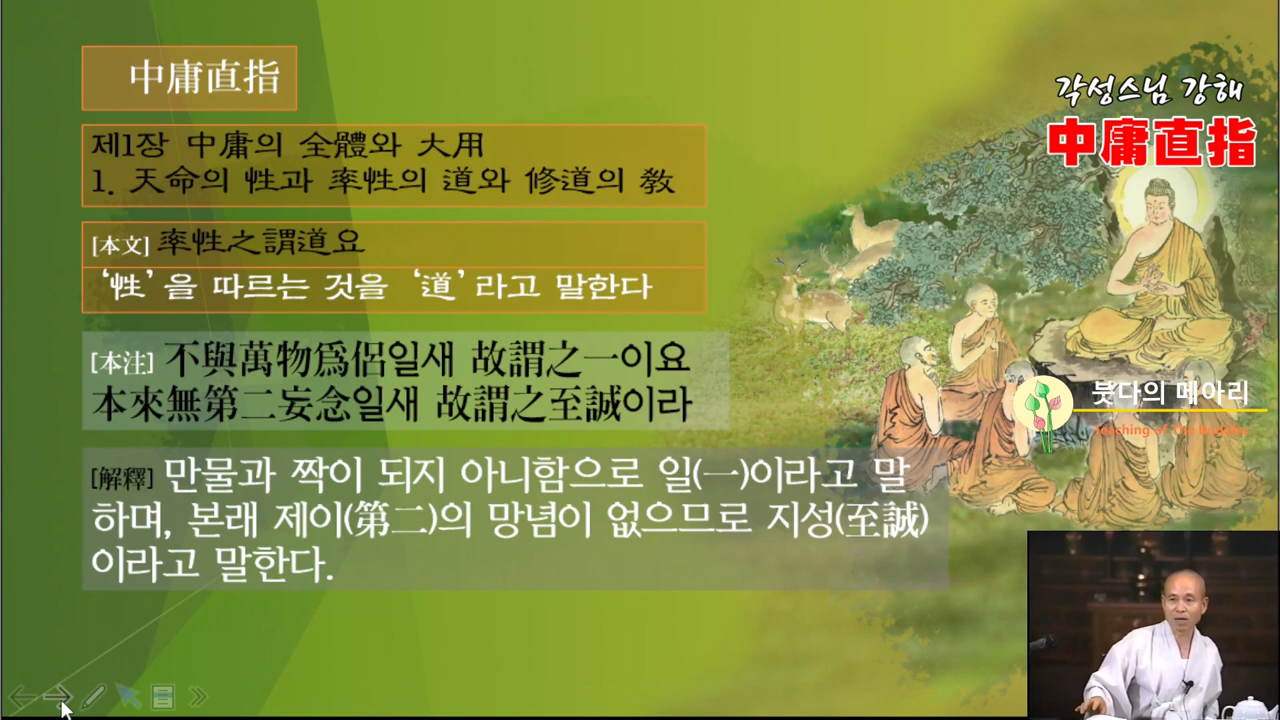 中庸直指
제1장 中庸의 全體와 大用
1. 天命의 性과 率性의 道와 修道의 敎
[本文] 率性之謂道요
‘性’을 따르는 것을 ‘道’라고 말한다
[本注] 不與萬物爲侶일새 故謂之一이요
本來無第二妄念일새 故謂之至誠이라
[解釋] 만물과 짝이 되지 아니함으로 일(一)이라고 말
하며, 본래 제이(第二)의 망념이 없으므로 지성(至誠)
이라고 말한다.
각성스님 강해
中庸直指
붓다의 메아리
Teaching of The Buddha